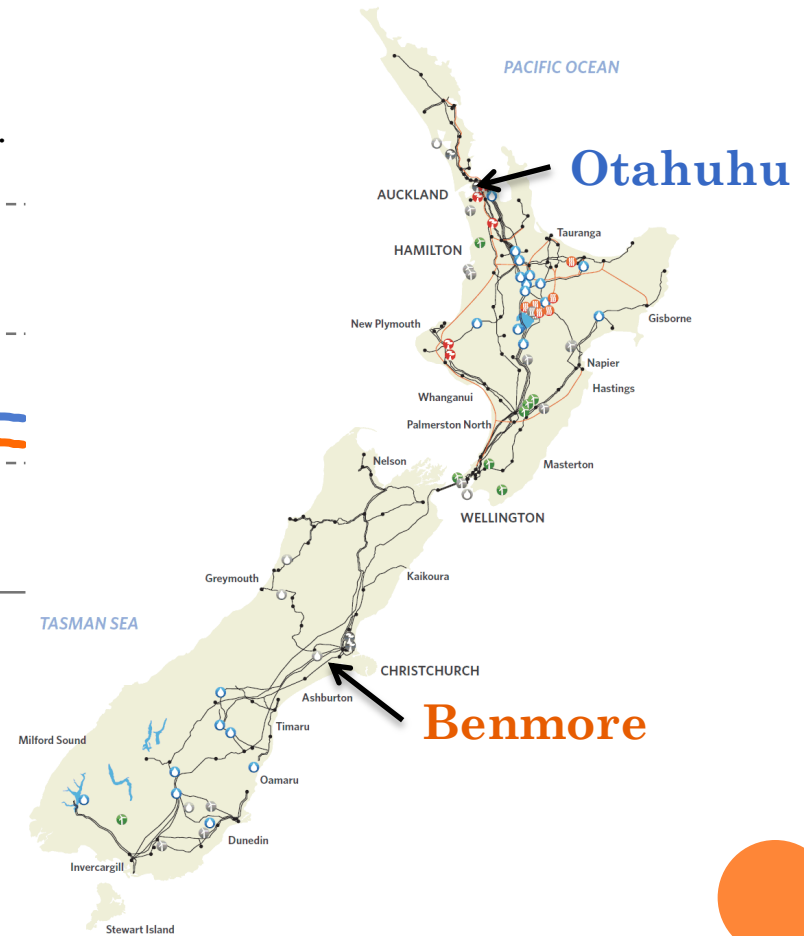 PACIFIC OCEAN
Otahuhu
AUCKLAND
Tauranga
HAMILTON
Gisborne
New Plymouth
Napier
Hastings
Whanganui
Palmerston North
Nelson
Masterton
WELLINGTON
Greymouth
Kaikoura
TASMAN SEA
CHRISTCHURCH
Ashburton
Benmore
Timaru
Milford Sound
Oamaru
Dunedin
Invercargill
Stewart Island